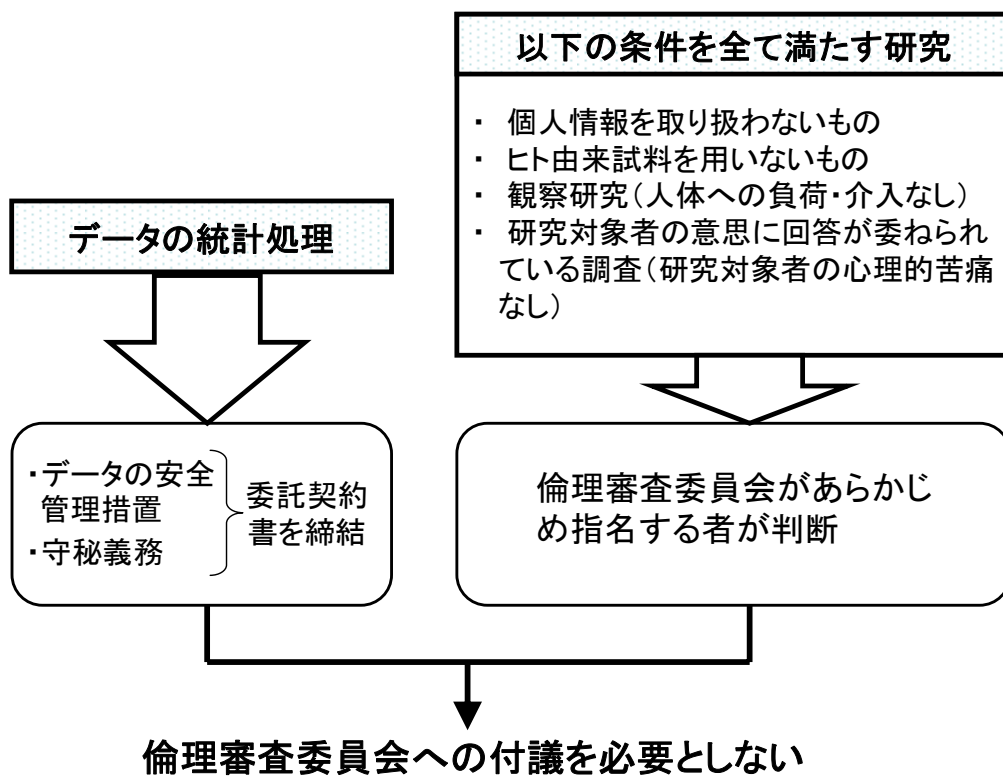 データの統計処理
・データの安全
管理措置
・守秘義務
委託契約
書を締結
以下の条件を全て満たす研究
・ 個人情報を取り扱わないもの
・ ヒト由来試料を用いないもの
・ 観察研究(人体への負荷・介入なし)
・ 研究対象者の意思に回答が委ねられ
ている調査(研究対象者の心理的苦痛
なし)
倫理審査委員会があらかじ
め指名する者が判断
倫理審査委員会への付議を必要としない